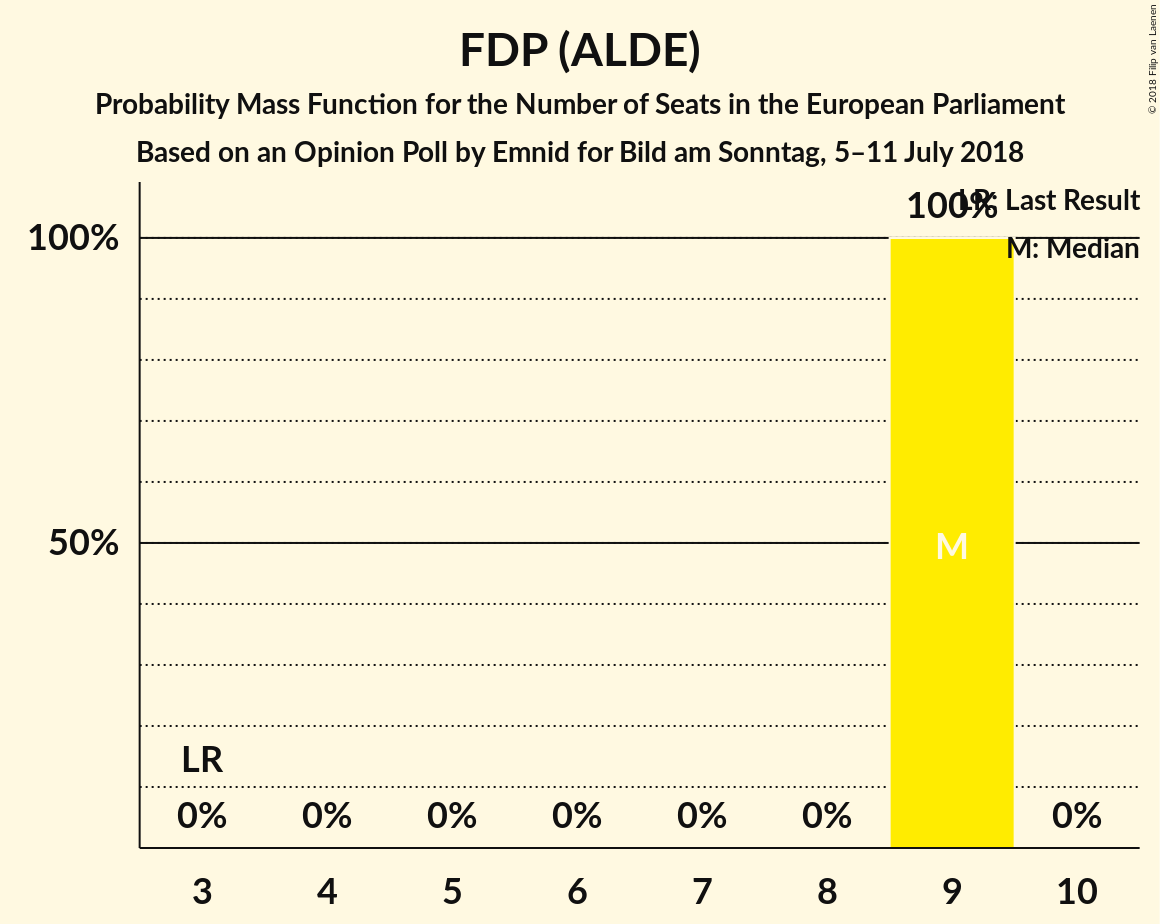 FDP (ALDE)
Probability Mass Function for the Number of Seats in the European Parliament
Based on an Opinion Poll by Emnid for Bild am Sonntag, 5–11 July 2018
© 2018 Filip van Laenen
LR: Last Result
M: Median
100%
50%
100%
M
LR
0% 0% 0% 0% 0% 0% 0%
3 4 5 6 7 8 9 10